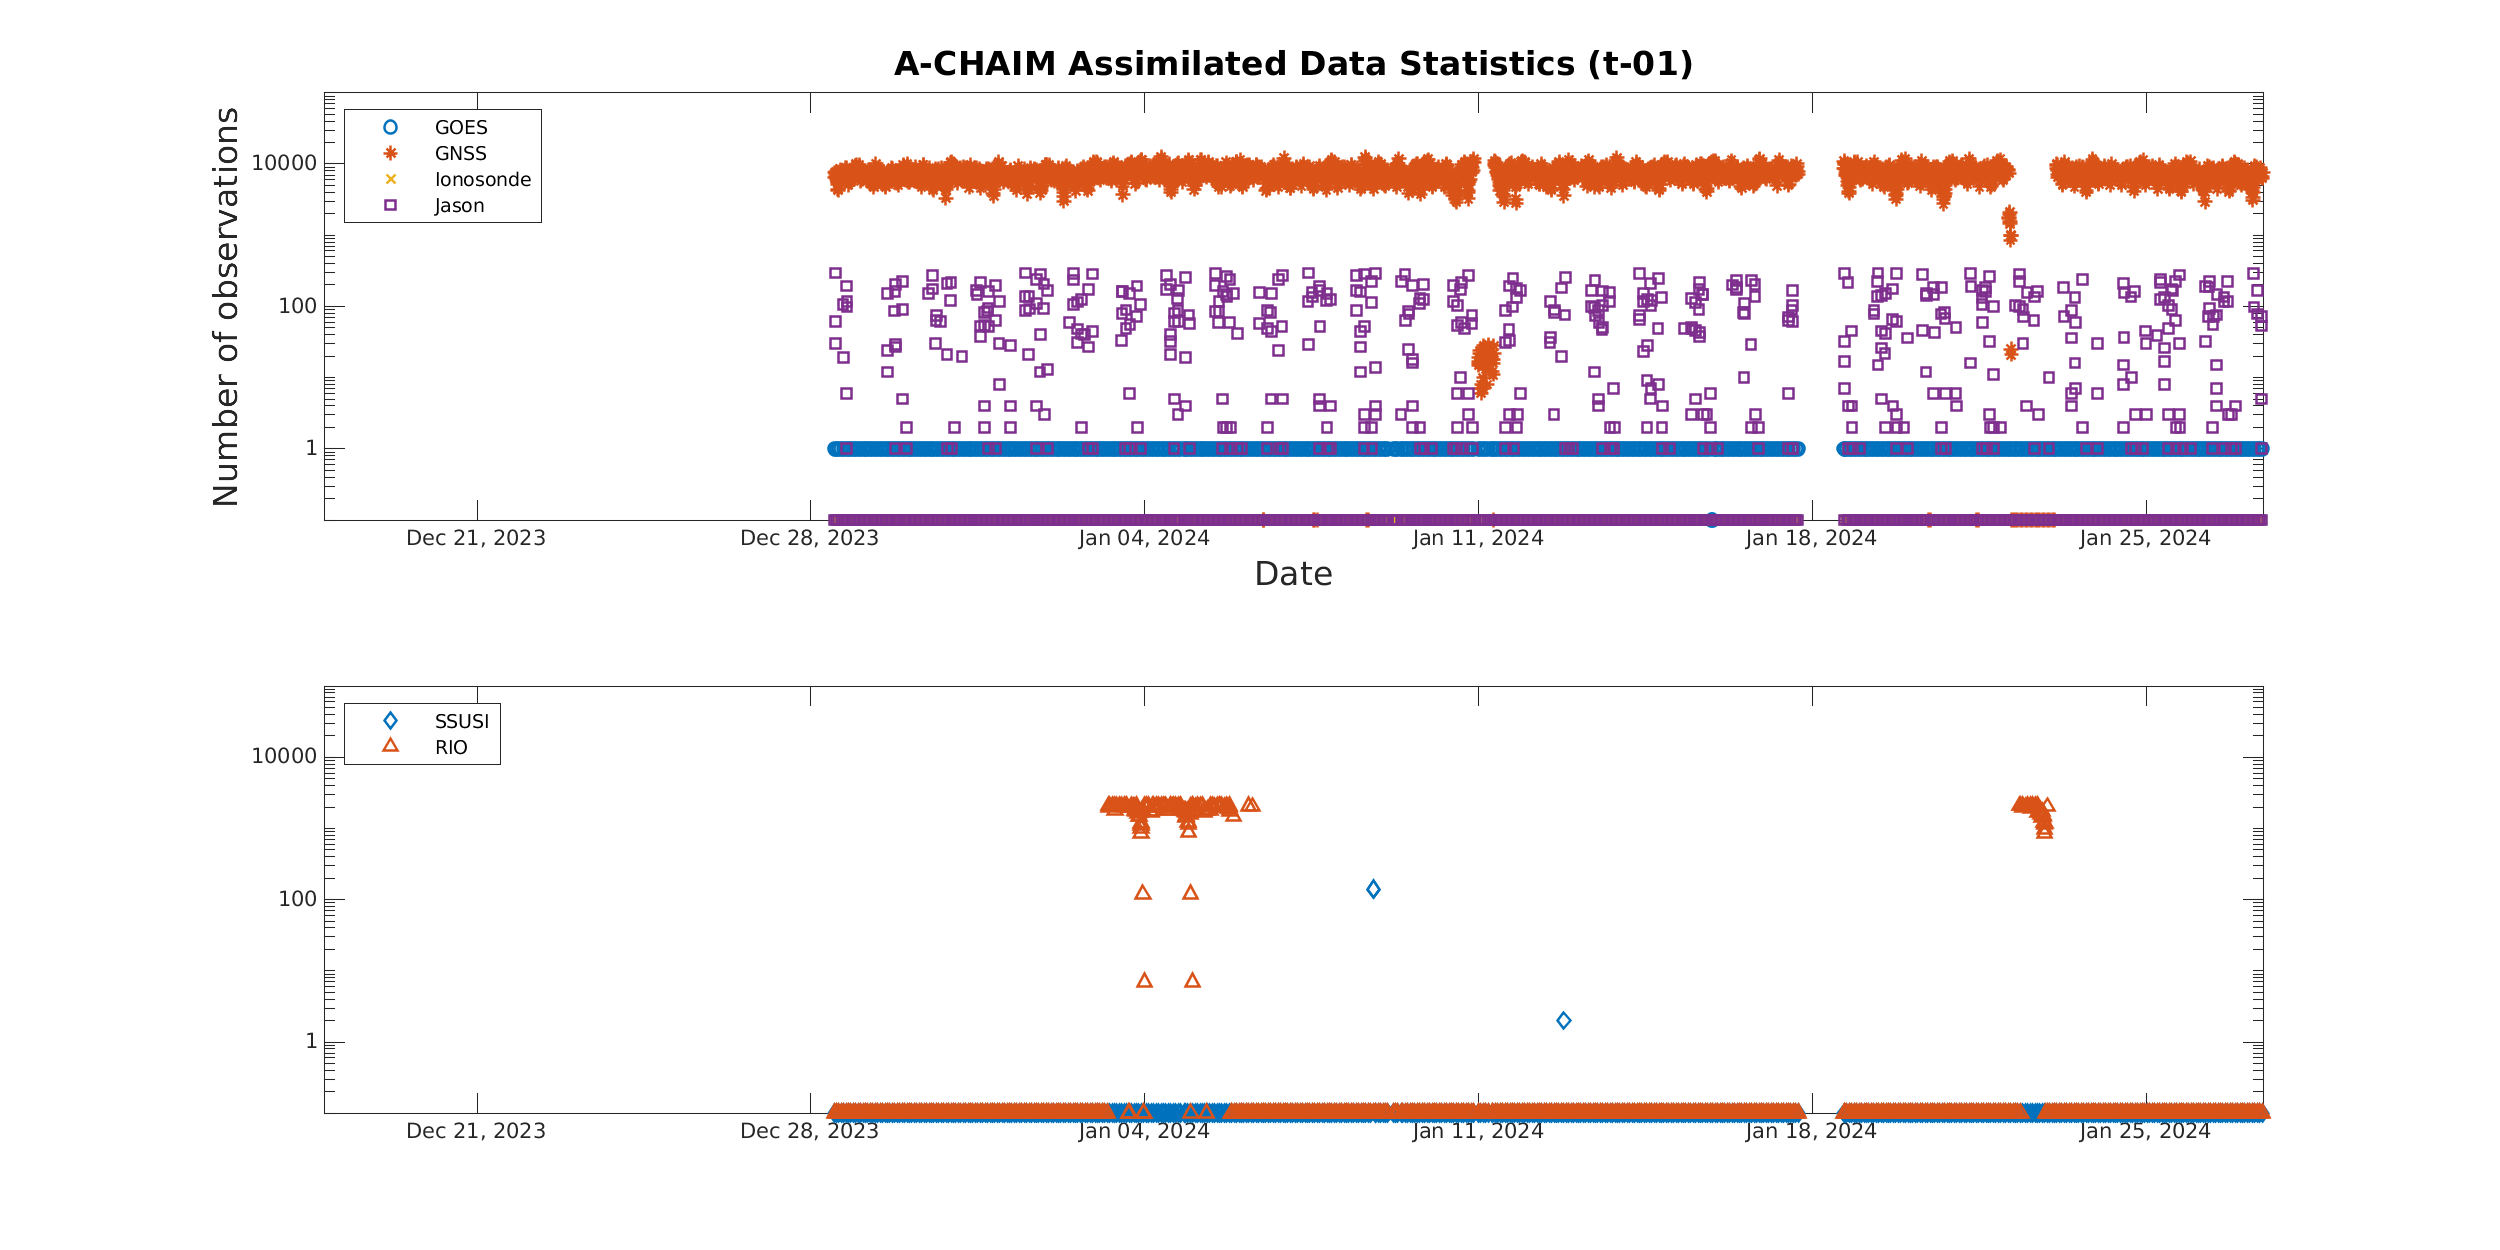 A-CHAIM Assimilated Data Statistics (t-01)
Number of observations
10000
100
1
GOES
GNSS
Ionosonde
Jason
Dec 21, 2023
Dec 28, 2023
Jan 04, 2024
Jan 11, 2024
Jan 18, 2024
Jan 25, 2024
Date
10000
100
1
SSUSI
RIO
Dec 21, 2023
Dec 28, 2023
Jan 04, 2024
Jan 11, 2024
Jan 18, 2024
Jan 25, 2024